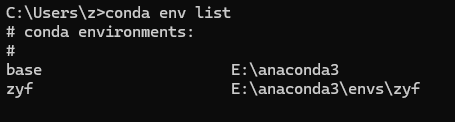 C:\Users\z>conda env list
# conda environments:
#
base                     E:\anaconda3
zyf                      E:\anaconda3\envs\zyf